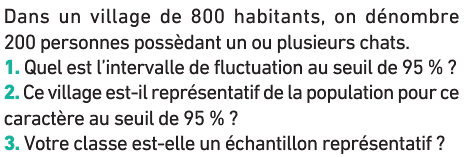 Dans un village de 800 habitants, on dénombre
200 personnes possèdant un ou plusieurs chats.
1. Quel est l'intervalle de fluctuation au seuil de 95 % ?
2. Ce village est-il représentatif de la population pour ce
caractère au seuil de 95 % ?
3. Votre classe est-elle un échantillon représentatif ?